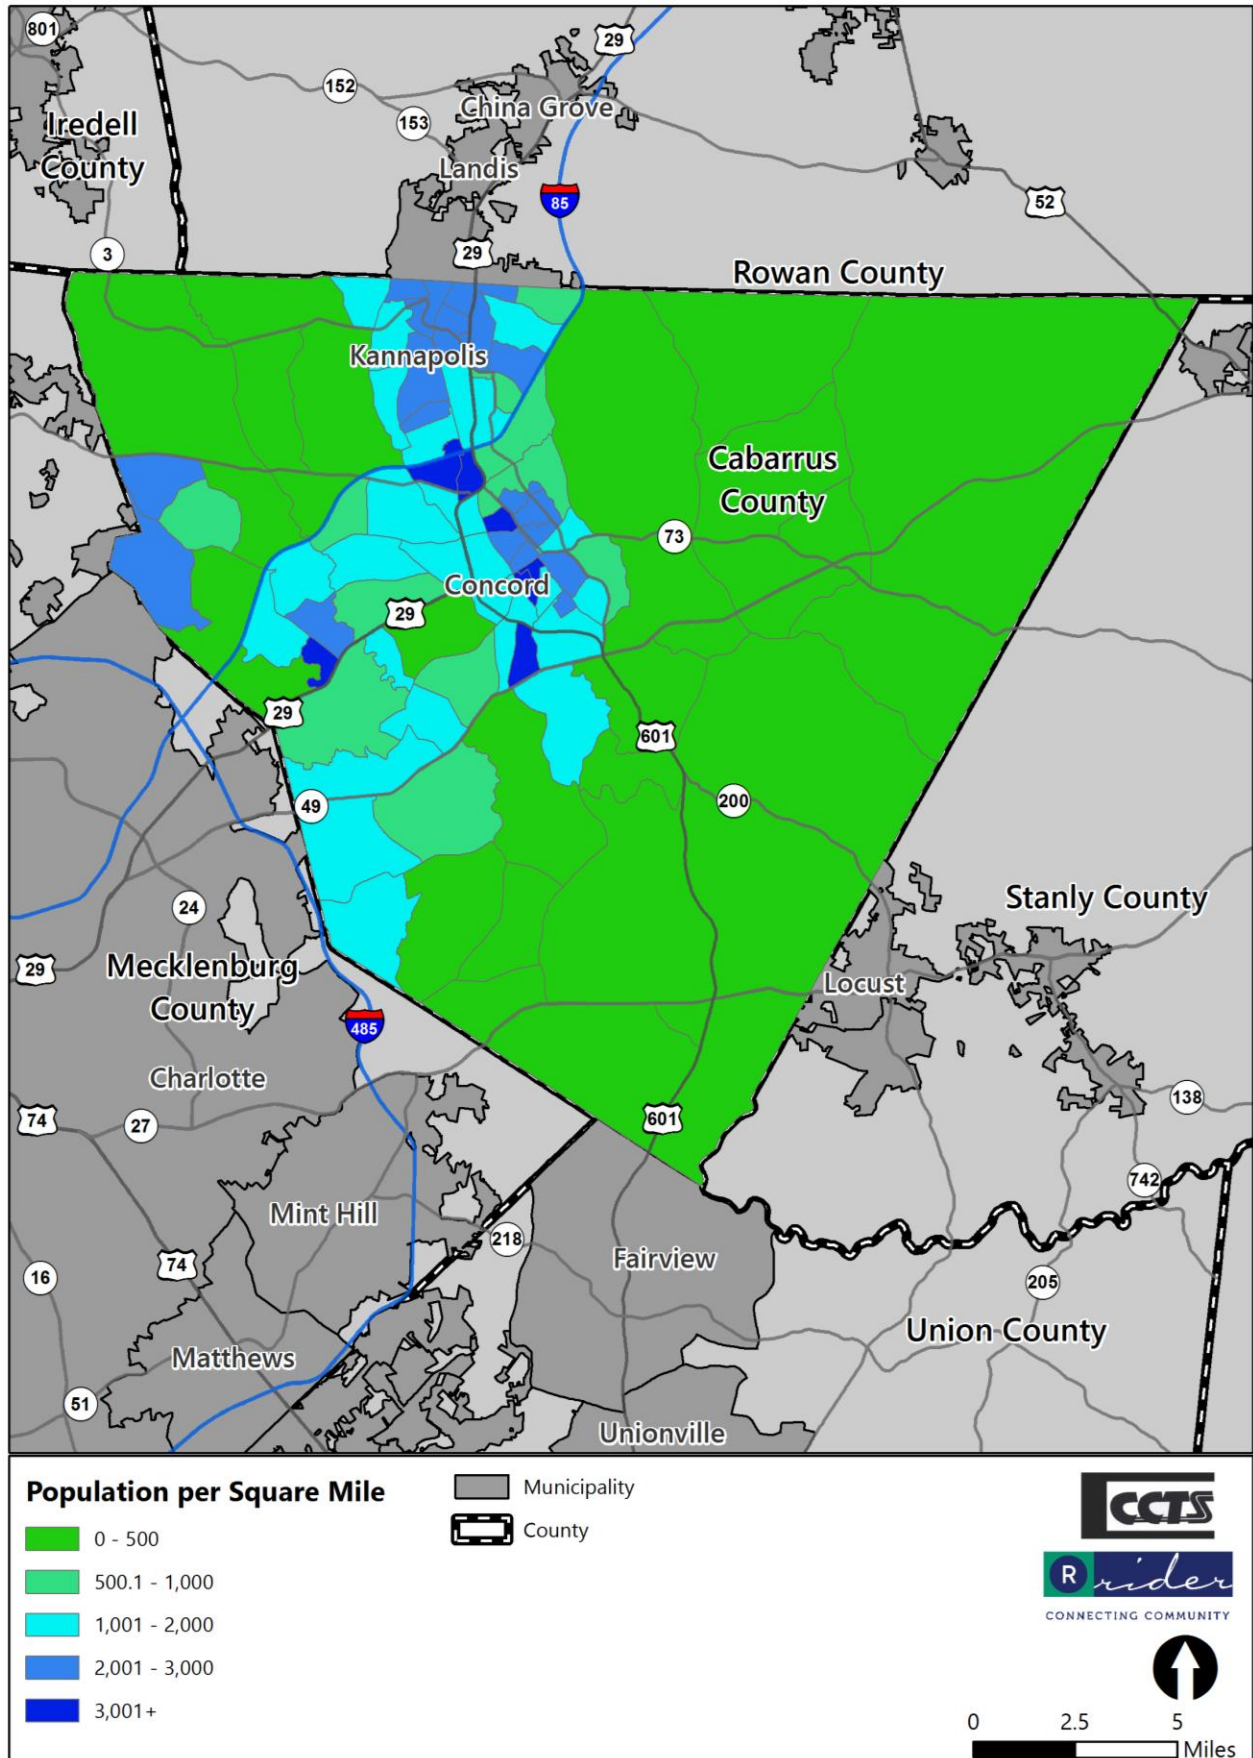 801
29
152
China Grove
153
Iredell
County
Landis
85
52
3
29
Rowan County
Kannapolis
Cabarrus
County
73
Concord
29
29
601
49
200
24
Stanly County
29
Mecklenburg
County
Locust
485
Charlotte
74
27
601
138
742
Mint Hill
218
Fairview
74
16
205
Union County
Matthews
51
Unionville
Population per Square Mile
0 - 500
500.1 - 1,000
1,001 - 2,000
2,001 - 3,000
3,001+
Municipality
County
CCTS
R rider
CONNECTING COMMUNITY
0 2.5 5
Miles